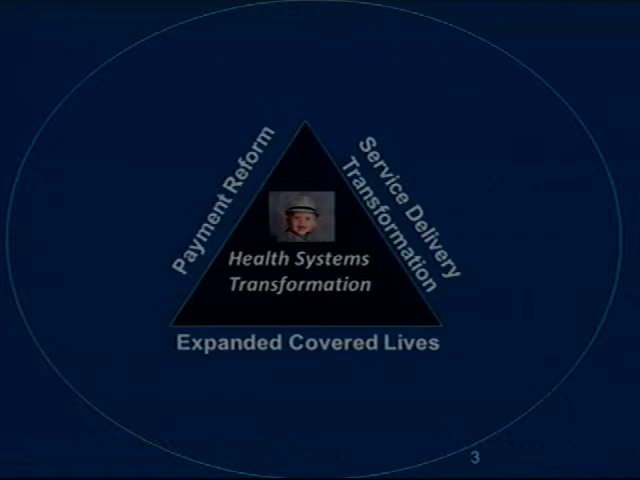 Payment Reform
Service Delivery
Transformation
Health Systems
Transformation
Expanded Covered Lives
3